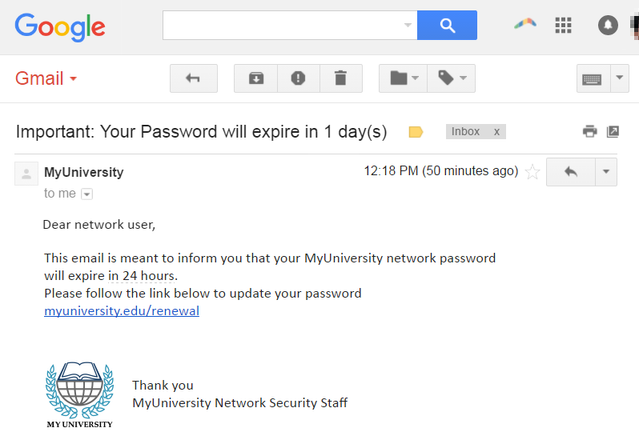 Google
Gmail
Important: Your Password will expire in 1 day(s)
Inbox x
MyUniversity
12:18 PM (50 minutes ago)
to me
Dear network user,
This email is meant to inform you that your MyUniversity network password
will expire in 24 hours.
Please follow the link below to update your password
myuniversity.edu/renewal
Thank you
MyUniversity Network Security Staff
MY UNIVERSITY